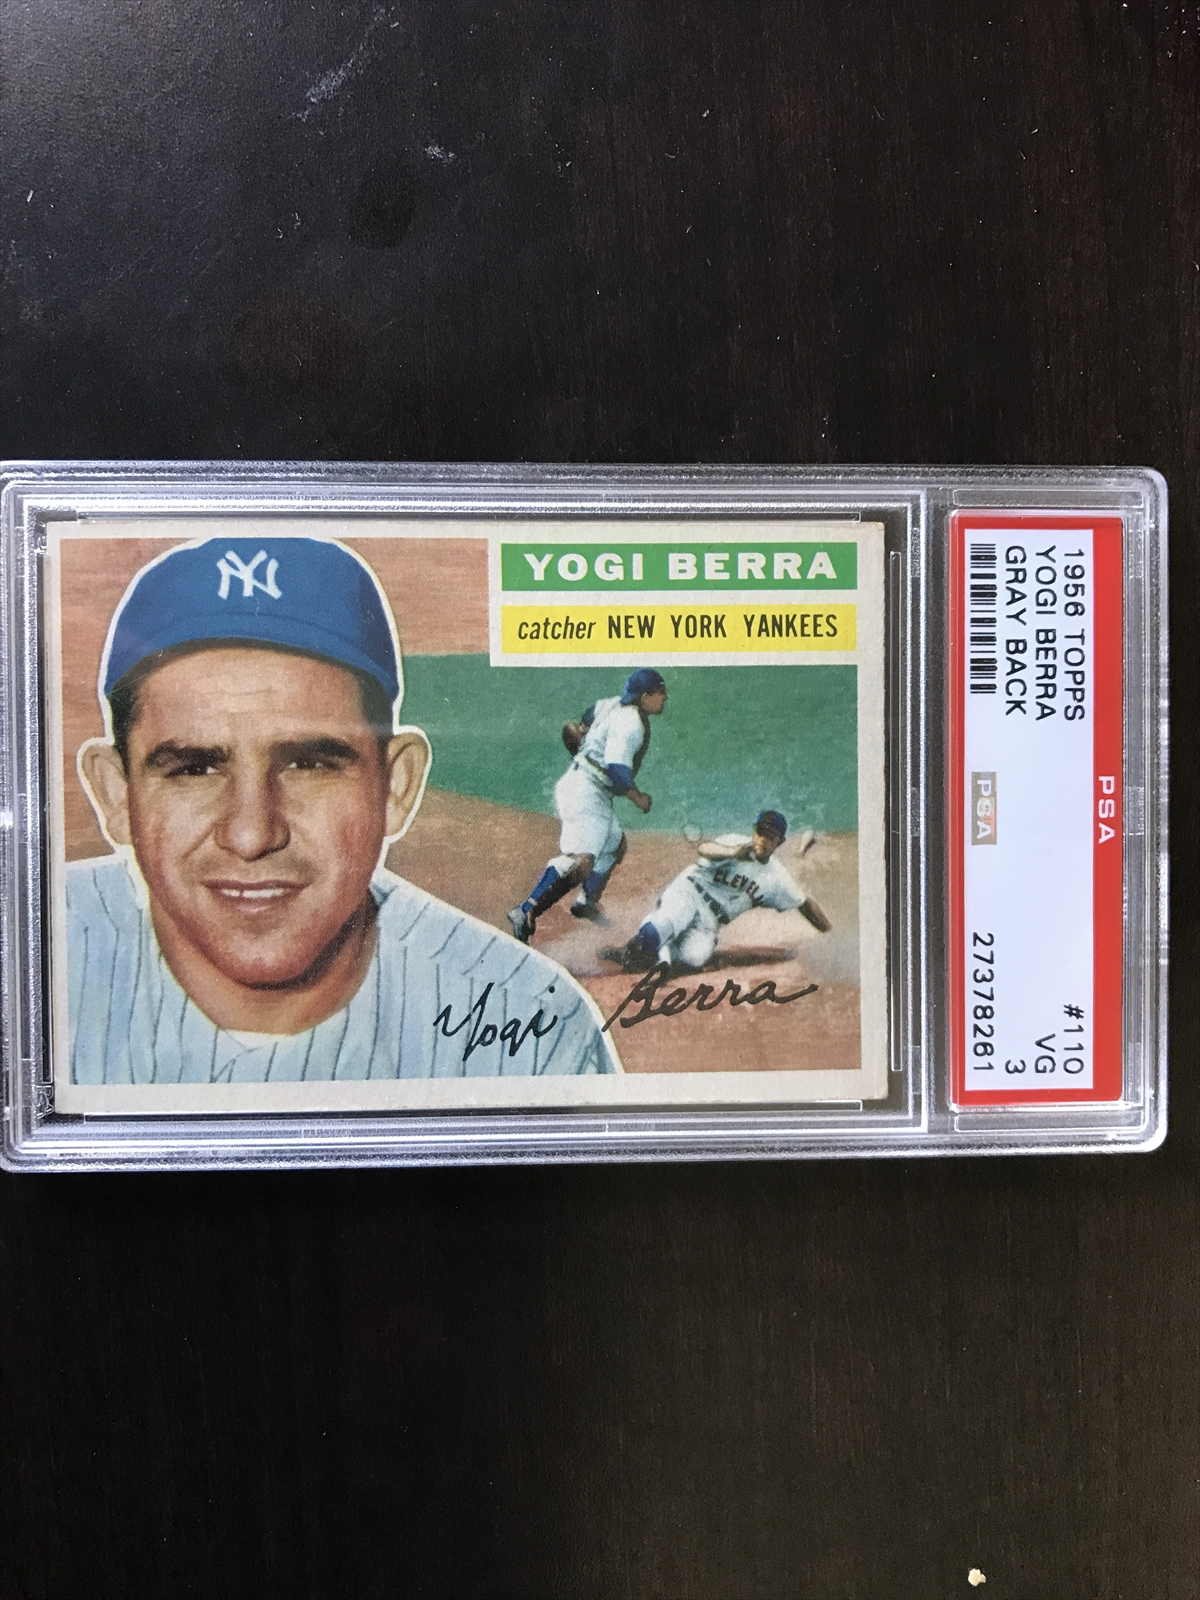 NY
YOGI BERRA
catcher NEW YORK YANKEES
CLEVEL
Yogi Berra
PSA
1956 TOPPS #110
YOGI BERRA VG
GRAY BACK 3
PSA 27378261